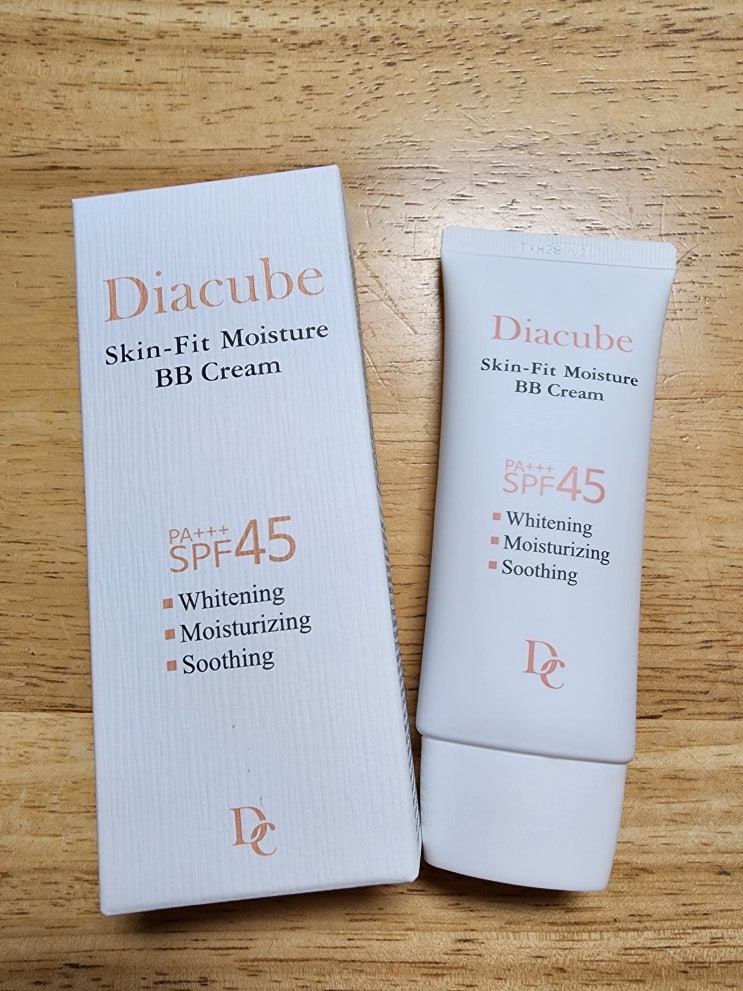 Diacube
Skin-Fit Moisture
BB Cream
PA+++
SPF45
▪ Whitening
▪ Moisturizing
▪ Soothing
Dc
Diacube
Skin-Fit Moisture
BB Cream
PA+++
SPF45
▪ Whitening
▪ Moisturizing
▪ Soothing
Dc